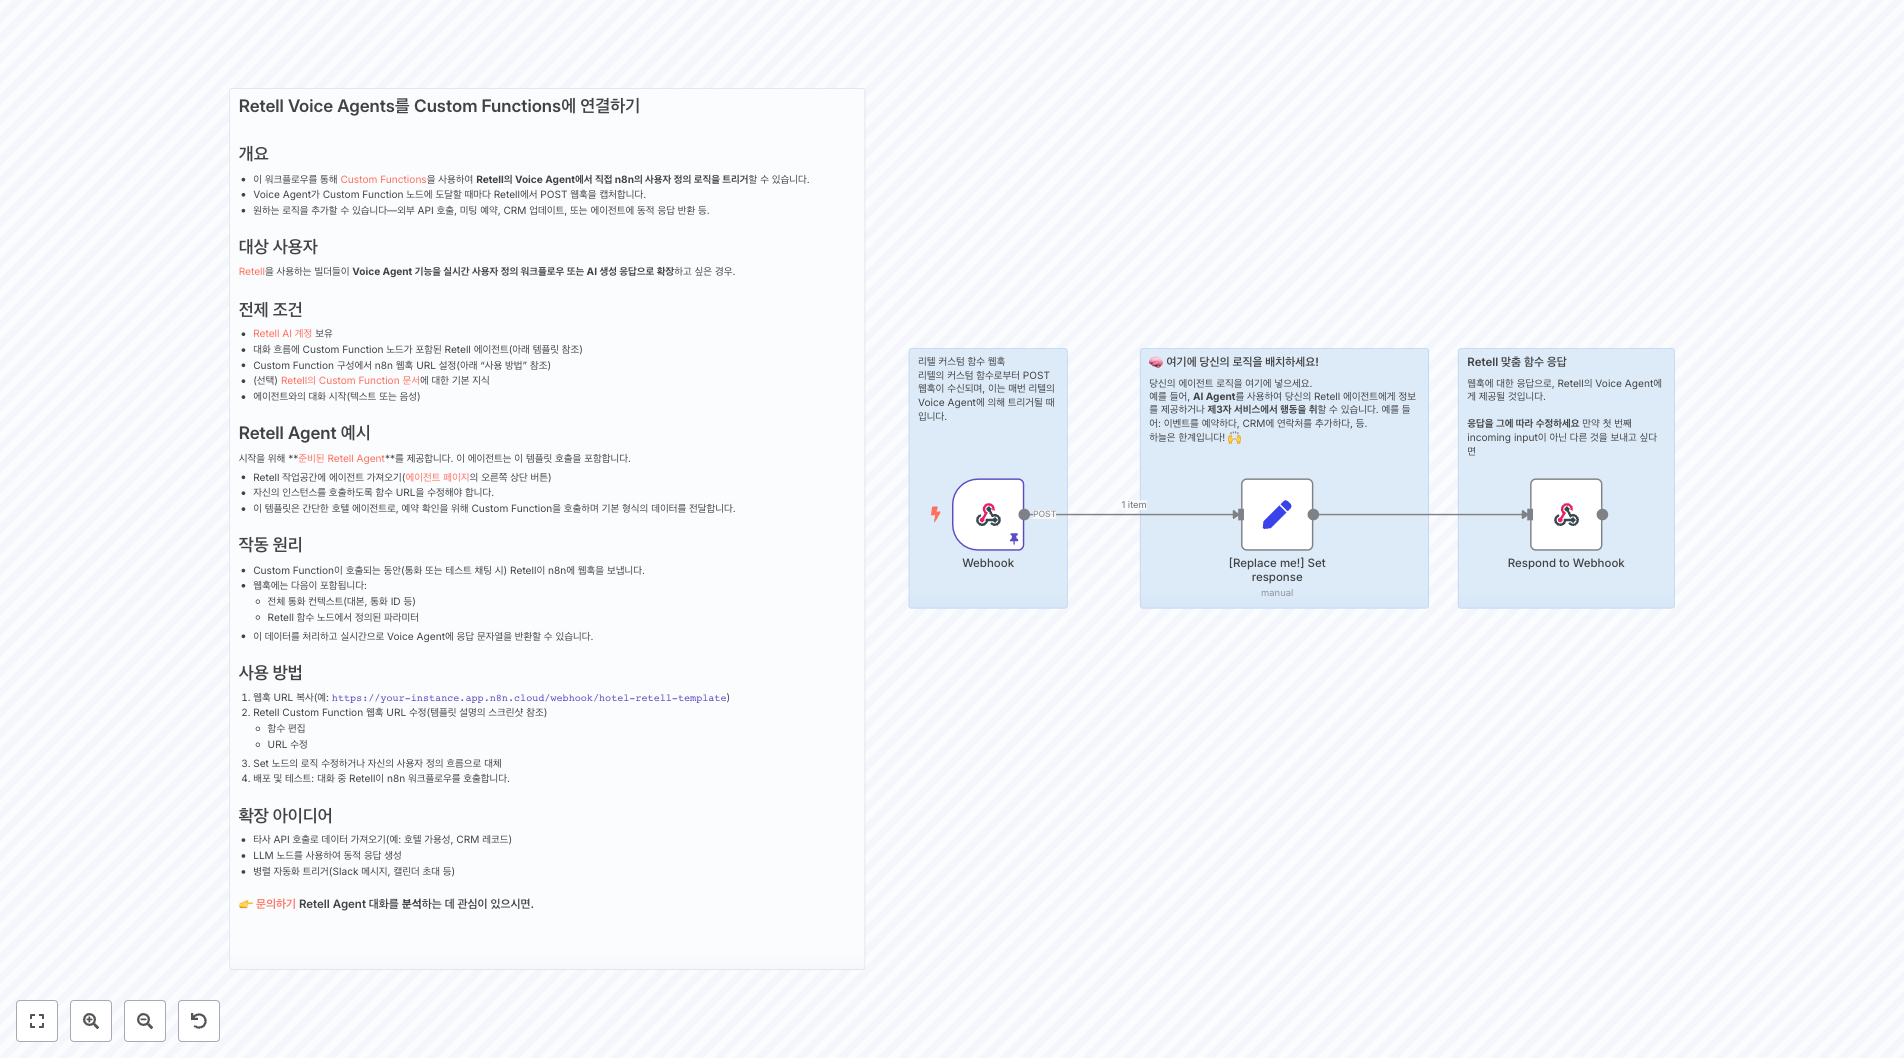 Retell Voice Agents를 Custom Functions에 연결하기
개요
이 워크플로우를 통해 Custom Functions을 사용하여 Retell의 Voice Agent에서 직접 n8n의 사용자 정의 로직을 트리거할 수 있습니다.
Voice Agent가 Custom Function 노드에 도달할 때마다 Retell에서 POST 웹훅을 캡처합니다.
원하는 로직을 추가할 수 있습니다—외부 API 호출, 미팅 예약, CRM 업데이트, 또는 에이전트에 동적 응답 반환 등.
대상 사용자
Retell을 사용하는 빌더들이 Voice Agent 기능을 실시간 사용자 정의 워크플로우 또는 AI 생성 응답으로 확장하고 싶은 경우.
전제 조건
Retell AI 계정 보유
대화 흐름에 Custom Function 노드가 포함된 Retell 에이전트(아래 템플릿 참조)
Custom Function 구성에서 n8n 웹훅 URL 설정(아래 “사용 방법” 참조)
(선택) Retell의 Custom Function 문서에 대한 기본 지식
에이전트와의 대화 시작(텍스트 또는 음성)
Retell Agent 예시
시작을 위해 **준비된 Retell Agent**를 제공합니다. 이 에이전트는 이 템플릿 호출을 포함합니다.
Retell 작업공간에 에이전트 가져오기(에이전트 페이지의 오른쪽 상단 버튼)
자신의 인스턴스를 호출하도록 함수 URL을 수정해야 합니다.
이 템플릿은 간단한 호텔 에이전트로, 예약 확인을 위해 Custom Function을 호출하며 기본 형식의 데이터를 전달합니다.
작동 원리
Custom Function이 호출되는 동안(통화 또는 테스트 채팅 시) Retell이 n8n에 웹훅을 보냅니다.
웹훅에는 다음이 포함됩니다:
전체 통화 컨텍스트(대본, 통화 ID 등)
Retell 함수 노드에서 정의된 파라미터
이 데이터를 처리하고 실시간으로 Voice Agent에 응답 문자열을 반환할 수 있습니다.
사용 방법
1. 웹훅 URL 복사(예: https://your-instance.app.n8n.cloud/webhook/hotel-retell-template)
2. Retell Custom Function 웹훅 URL 수정(템플릿 설명의 스크린샷 참조)
함수 편집
URL 수정
3. Set 노드의 로직 수정하거나 자신의 사용자 정의 흐름으로 대체
4. 배포 및 테스트: 대화 중 Retell이 n8n 워크플로우를 호출합니다.
확장 아이디어
타사 API 호출로 데이터 가져오기(예: 호텔 가용성, CRM 레코드)
LLM 노드를 사용하여 동적 응답 생성
병렬 자동화 트리거(Slack 메시지, 캘린더 초대 등)
👉 문의하기 Retell Agent 대화를 분석하는 데 관심이 있으시면.
리텔 커스텀 함수 웹훅
리텔의 커스텀 함수로부터 POST
웹훅이 수신되며, 이는 매번 리텔의
Voice Agent에 의해 트리거될 때
입니다.
POST
Webhook
1 item
🧠 여기에 당신의 로직을 배치하세요!
당신의 에이전트 로직을 여기에 넣으세요.
예를 들어, AI Agent를 사용하여 당신의 Retell 에이전트에게 정보
를 제공하거나 제3자 서비스에서 행동을 취할 수 있습니다. 예를 들
어: 이벤트를 예약하다, CRM에 연락처를 추가하다, 등.
하늘은 한계입니다! 🙌
[Replace me!] Set
response
manual
Retell 맞춤 함수 응답
웹훅에 대한 응답으로, Retell의 Voice Agent에
게 제공될 것입니다.
응답을 그에 따라 수정하세요 만약 첫 번째
incoming input이 아닌 다른 것을 보내고 싶다
면
Respond to Webhook